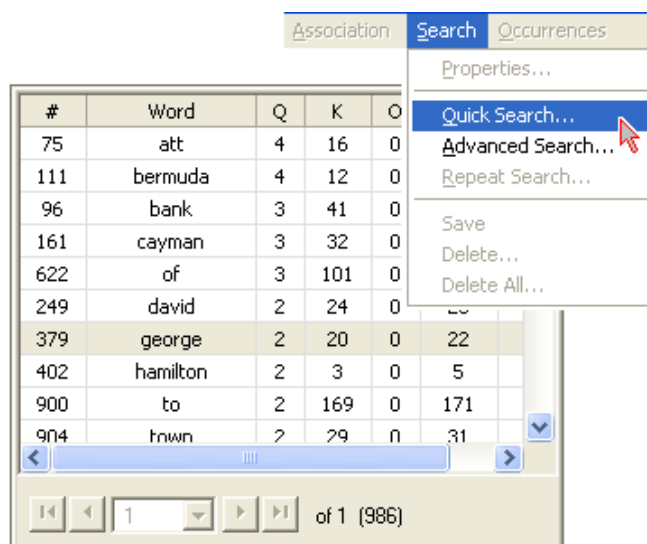 Association Search Occurrences
Properties...
Quick Search...
Advanced Search...
Repeat Search...
Save
Delete...
Delete All...
# Word Q K O
75 att 4 16 0
111 bermuda 4 12 0
96 bank 3 41 0
161 cayman 3 32 0
622 of 3 101 0
249 david 2 24 0
379 george 2 20 0 22
402 hamilton 2 3 0 5
900 to 2 169 0 171
904 town 2 29 0 31
1 of 1 (986)